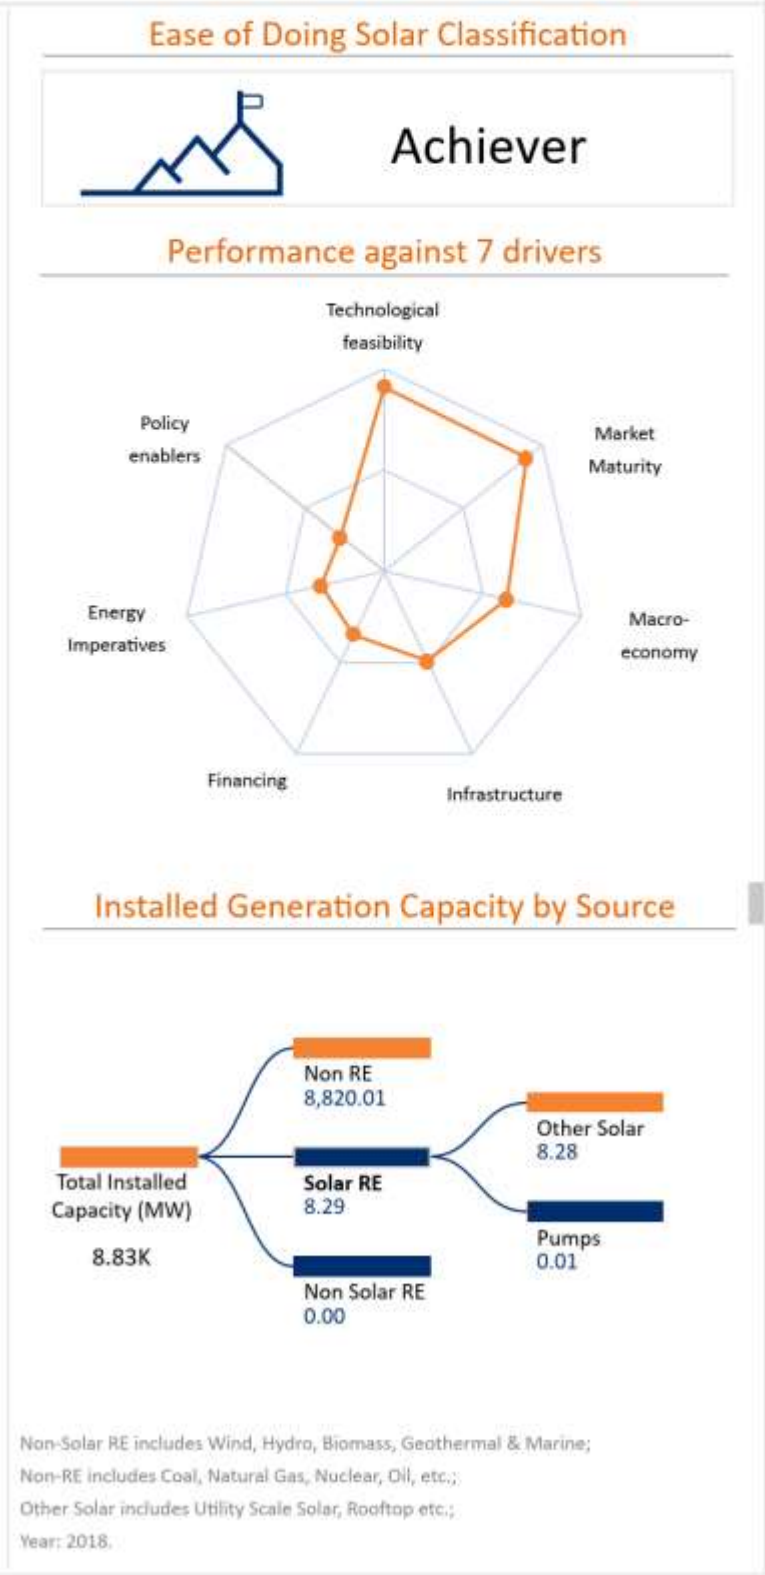 Ease of Doing Solar Classification
Achiever
Performance against 7 drivers
Technological
feasibility
Policy
enablers
Market
Maturity
Energy
Imperatives
Macro-
economy
Financing
Infrastructure
Installed Generation Capacity by Source
Non RE
8,820.01
Other Solar
8.28
Total Installed
Capacity (MW)
8.83K
Solar RE
8.29
Pumps
0.01
Non Solar RE
0.00
Non-Solar RE includes Wind, Hydro, Biomass, Geothermal & Marine;
Non-RE includes Coal, Natural Gas, Nuclear, Oil, etc.;
Other Solar includes Utility Scale Solar, Rooftop etc.;
Year: 2018.